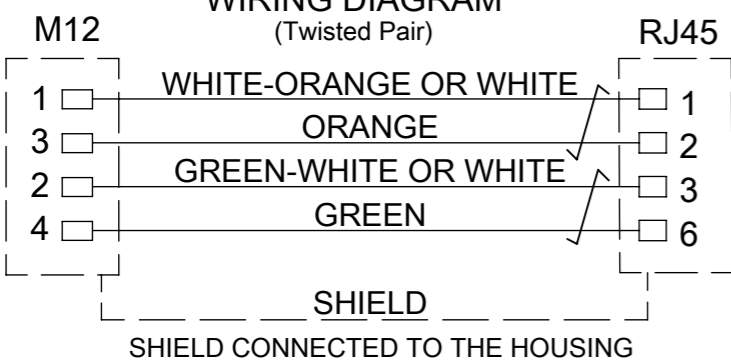 WIRING DIAGRAM
(Twisted Pair)
M12 RJ45
1 WHITE-ORANGE OR WHITE 1
3 ORANGE 2
2 GREEN-WHITE OR WHITE 3
4 GREEN 6
SHIELD
SHIELD CONNECTED TO THE HOUSING